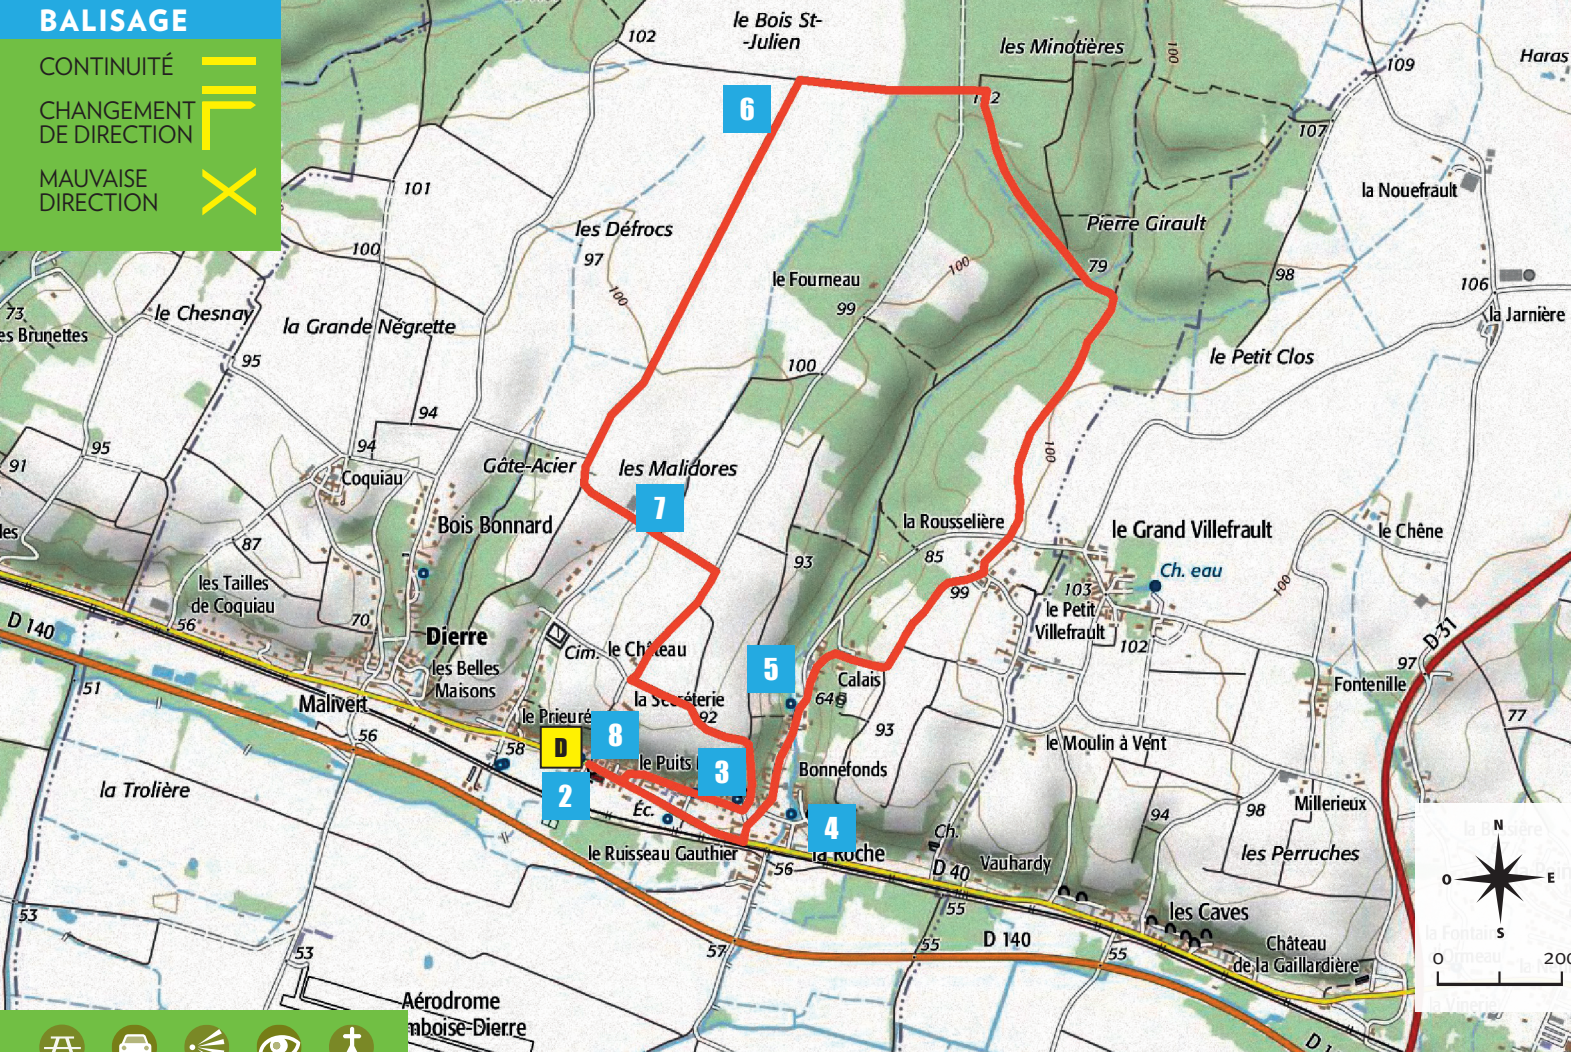 BALISAGE
CONTINUITÉ
CHANGEMENT
DE DIRECTION
MAUVAISE
DIRECTION
le Bois St-
-Julien
les Minotières
Haras
102
100
109
6
107
101
la Nouefrault
les Défrocs
97
100
Pierre Girault
79
98
106
la Jarnière
le Fourneau
100
99
100
73
le Chesnay
la Grande Négrette
es Brunettes
95
le Petit Clos
100
94
94
95
91
Coquiau
Gâte-Acier
les Malidores
7
100
les
87
Bois Bonnard
la Rousselière
85
93
le Grand Villefrault
le Chêne
Ch. eau
99
103
le Petit
Villefrault
102
100
les Tailles
de Coquiau
56
70
D 140
Dierre
les Belles
Maisons
Cim.
le Château
5
Calais
64
la Secréterie
92
93
51
Malivert
56
le Prieuré
58
D
8
le Puits
3
Bonnefonds
le Moulin à Vent
97
D 31
Fontenille
77
2
Éc.
4
94
98
Millerieux
la Trolière
le Ruisseau Gauthier
56
la Roche
Ch.
D 40
Vauhardy
les Perruches
N
O
E
S
55
les Caves
53
53
57
55
D 140
55
Château
de la Gaillardière
0
200
Aérodrome
mboise-Dierre
D 1